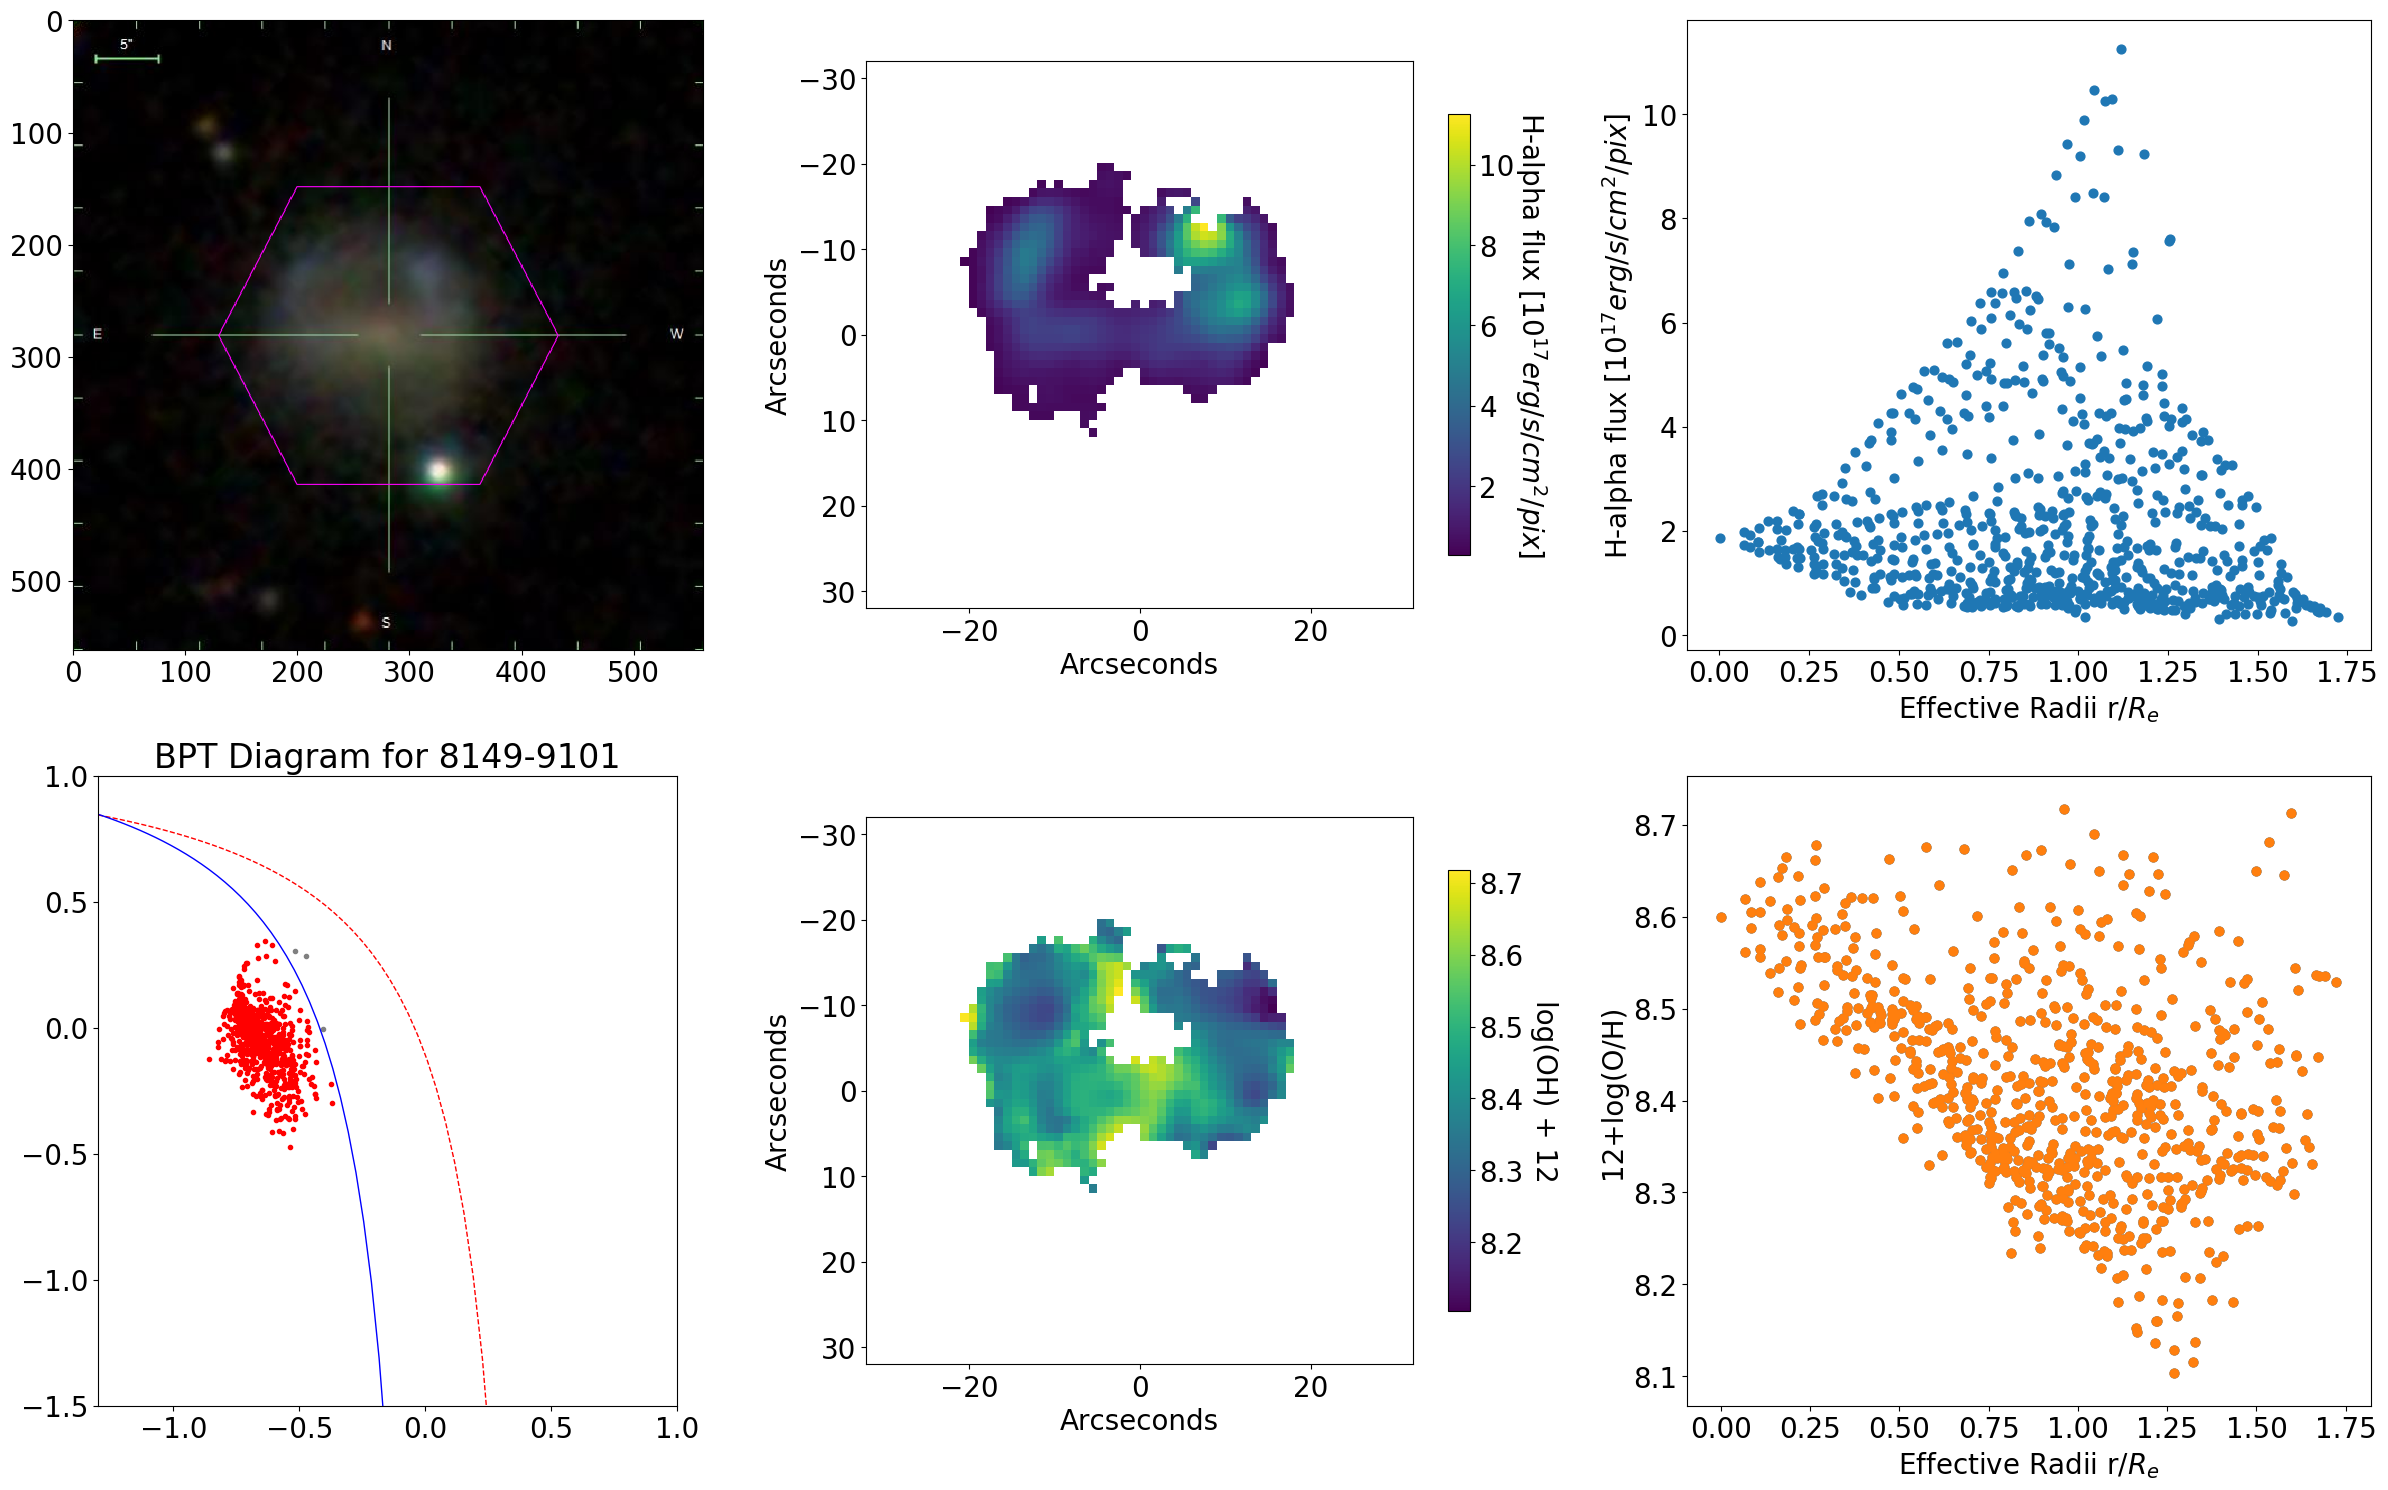 0
100
200
300
400
500
5"
N
E
W
S
0 100 200 300 400 500
−30
−20
−10
0
10
20
30
Arcseconds
−20 0 20
Arcseconds
10
8
6
4
2
H-alpha flux [10^17 erg/s/cm^2/pix]
H-alpha flux [10^17 erg/s/cm^2/pix]
10
8
6
4
2
0
0.00 0.25 0.50 0.75 1.00 1.25 1.50 1.75
Effective Radii r/R_e
BPT Diagram for 8149-9101
1.0
0.5
0.0
−0.5
−1.0
−1.5
−1.0 −0.5 0.0 0.5 1.0
−30
−20
−10
0
10
20
30
Arcseconds
−20 0 20
Arcseconds
8.7
8.6
8.5
8.4
8.3
8.2
log(OH) + 12
12+log(O/H)
8.7
8.6
8.5
8.4
8.3
8.2
8.1
0.00 0.25 0.50 0.75 1.00 1.25 1.50 1.75
Effective Radii r/R_e